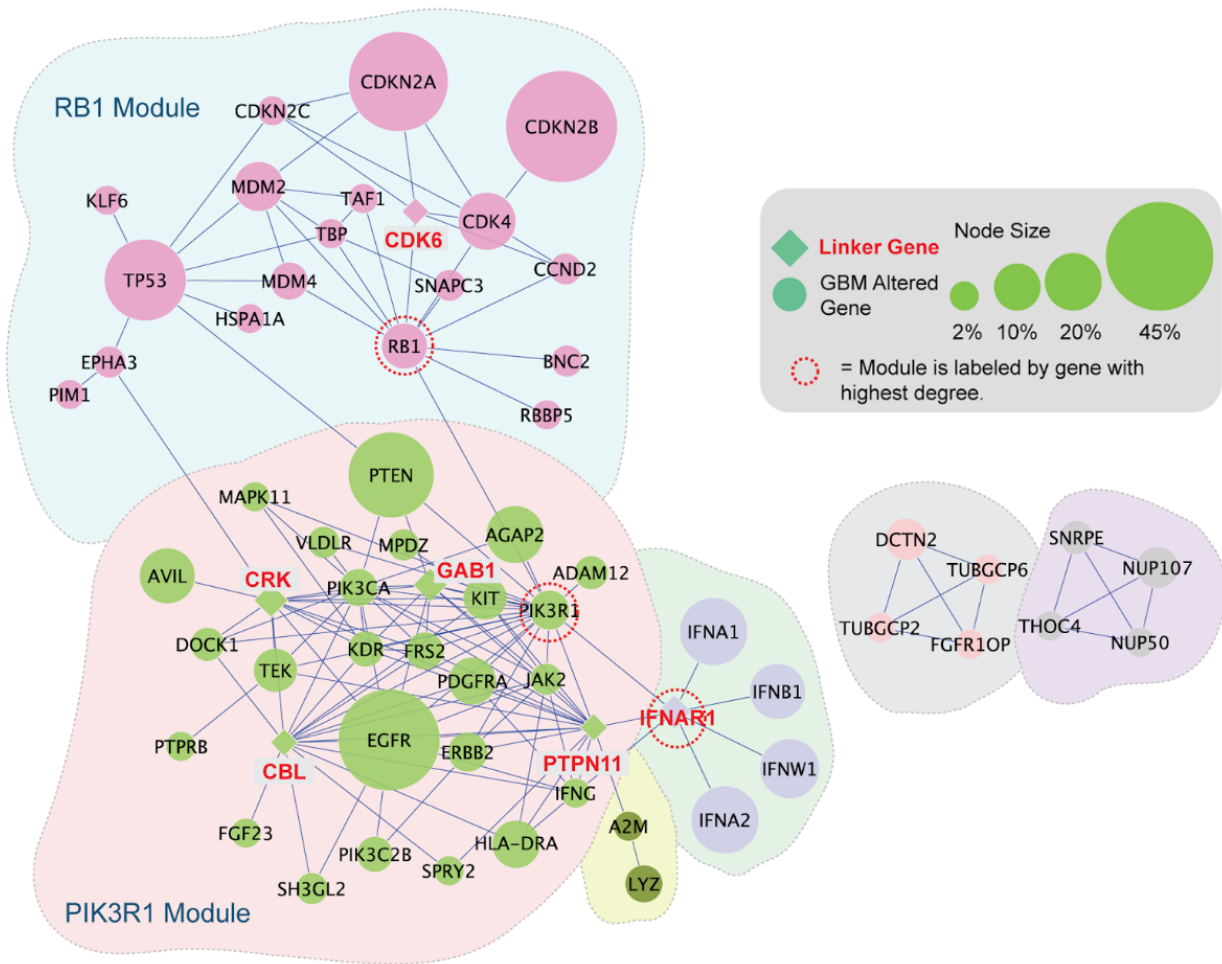 RB1 Module
CDKN2A
CDKN2B
CDKN2C
MDM2
KLF6
TAF1
TBP
CDK6
CDK4
TP53
MDM4
SNAPC3
CCND2
HSPA1A
RB1
EPHA3
BNC2
PIM1
RBBP5
Linker Gene
GBM Altered
Gene
Node Size
2%
10%
20%
45%
= Module is labeled by gene with
highest degree.
PTEN
MAPK11
VLDLR
MPDZ
AGAP2
AVIL
CRK
PIK3CA
GAB1
KIT
ADAM12
PIK3R1
DOCK1
TEK
KDR
FRS2
PDGFRA
JAK2
PTPRB
EGFR
ERBB2
CBL
PTPN11
IFNG
FGF23
PIK3C2B
SPRY2
HLA-DRA
SH3GL2
PIK3R1 Module
IFNA1
IFNAR1
IFNB1
IFNW1
IFNA2
A2M
LYZ
DCTN2
TUBGCP6
TUBGCP2
FGFR1OP
SNRPE
NUP107
THOC4
NUP50